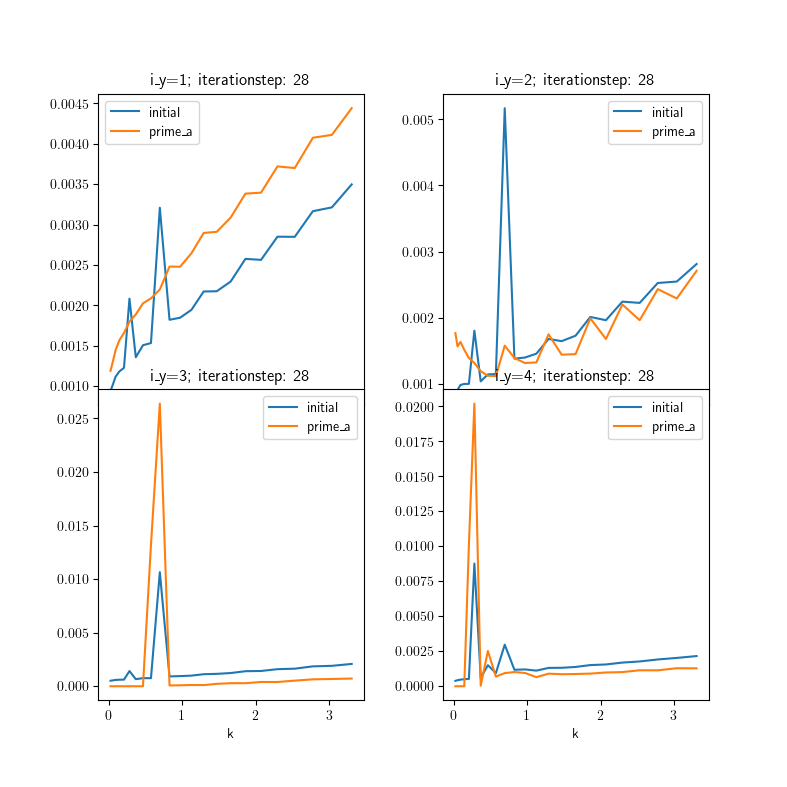 i_y=1; iterationstep: 28
i_y=2; iterationstep: 28
0.0045
0.0040
0.0035
0.0030
0.0025
0.0020
0.0015
0.0010
initial
prime_a
0.005
0.004
0.003
0.002
0.001
initial
prime_a
i_y=3; iterationstep: 28
i_y=4; iterationstep: 28
0.025
0.020
0.015
0.010
0.005
0.000
initial
prime_a
0 1 2 3
k
0.0200
0.0175
0.0150
0.0125
0.0100
0.0075
0.0050
0.0025
0.0000
initial
prime_a
0 1 2 3
k